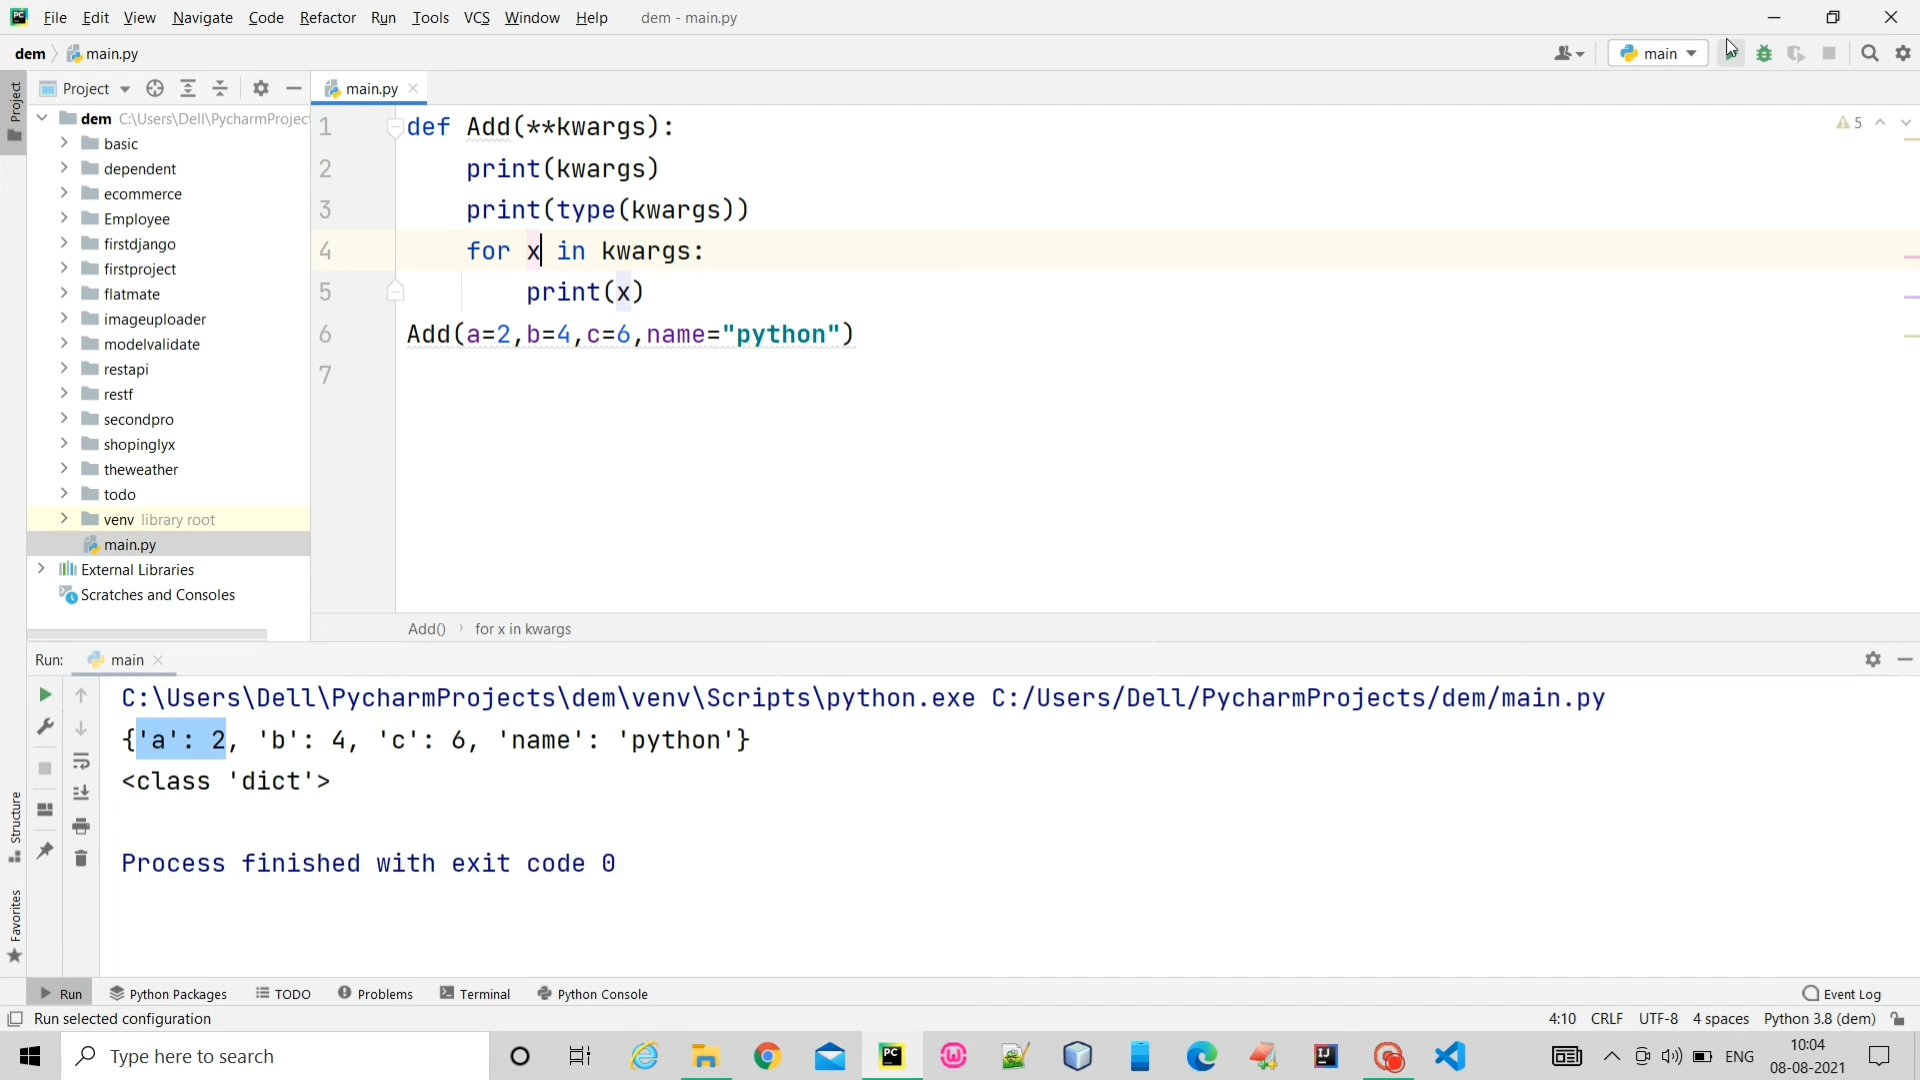 File Edit View Navigate Code Refactor Run Tools VCS Window Help dem - main.py
dem main.py
main
Project
Project
main.py
dem C:\Users\Dell\PycharmProjec
basic
dependent
ecommerce
Employee
firstdjango
firstproject
flatmate
imageuploader
modelvalidate
restapi
restf
secondpro
shopinglyx
theweather
todo
venv library root
main.py
External Libraries
Scratches and Consoles
1 def Add(**kwargs):
2 print(kwargs)
3 print(type(kwargs))
4 for x in kwargs:
5 print(x)
6 Add(a=2,b=4,c=6,name="python")
7
5
Add() for x in kwargs
Run: main
C:\Users\Dell\PycharmProjects\dem\venv\Scripts\python.exe C:/Users/Dell/PycharmProjects/dem/main.py
{'a': 2, 'b': 4, 'c': 6, 'name': 'python'}
<class 'dict'>
Process finished with exit code 0
Structure
Favorites
Run Python Packages TODO Problems Terminal Python Console Event Log
Run selected configuration 4:10 CRLF UTF-8 4 spaces Python 3.8 (dem)
Type here to search
PC
IJ
ENG
10:04
08-08-2021